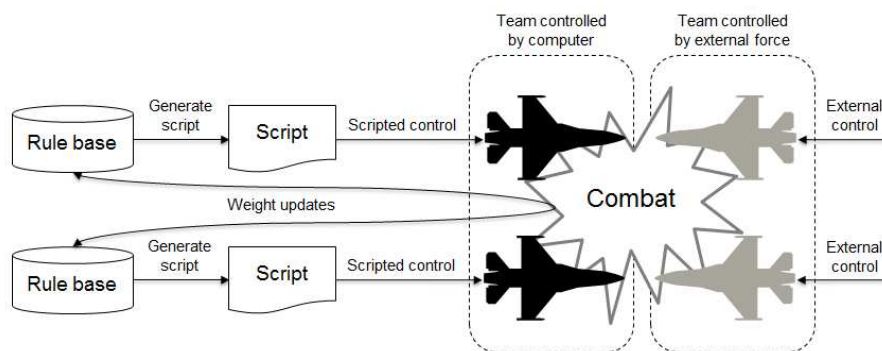 Team controlled
by computer
Team controlled
by external force
Rule base
Generate
script
Script
Scripted control
External
control
Combat
Weight updates
Rule base
Generate
script
Script
Scripted control
External
control